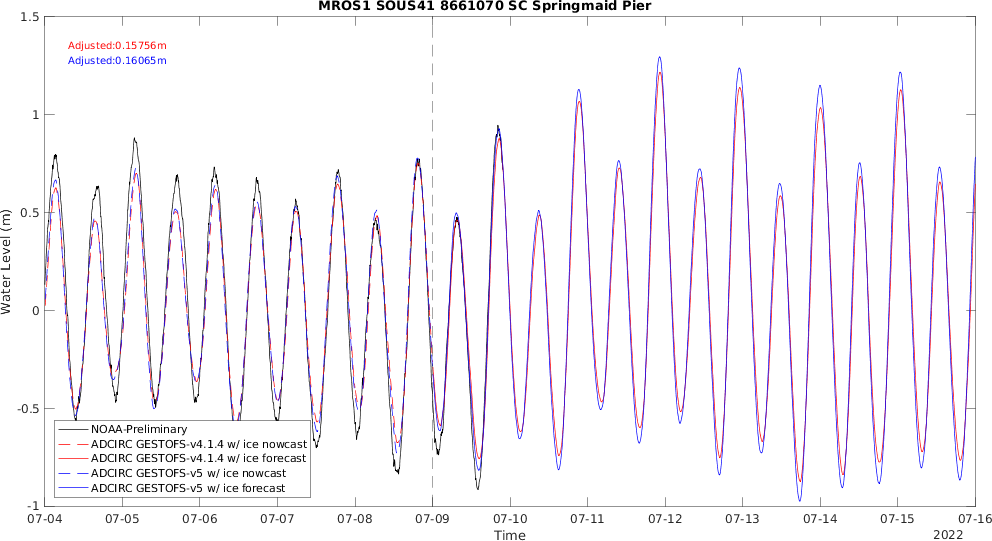 MROS1 SOUS41 8661070 SC Springmaid Pier
1.5
Adjusted:0.15756m
Adjusted:0.16065m
1
0.5
Water Level (m)
0
-0.5
NOAA-Preliminary
ADCIRC GESTOFS-v4.1.4 w/ ice nowcast
ADCIRC GESTOFS-v4.1.4 w/ ice forecast
ADCIRC GESTOFS-v5 w/ ice nowcast
ADCIRC GESTOFS-v5 w/ ice forecast
-1
07-04 07-05 07-06 07-07 07-08 07-09 07-10 07-11 07-12 07-13 07-14 07-15 07-16
Time
2022